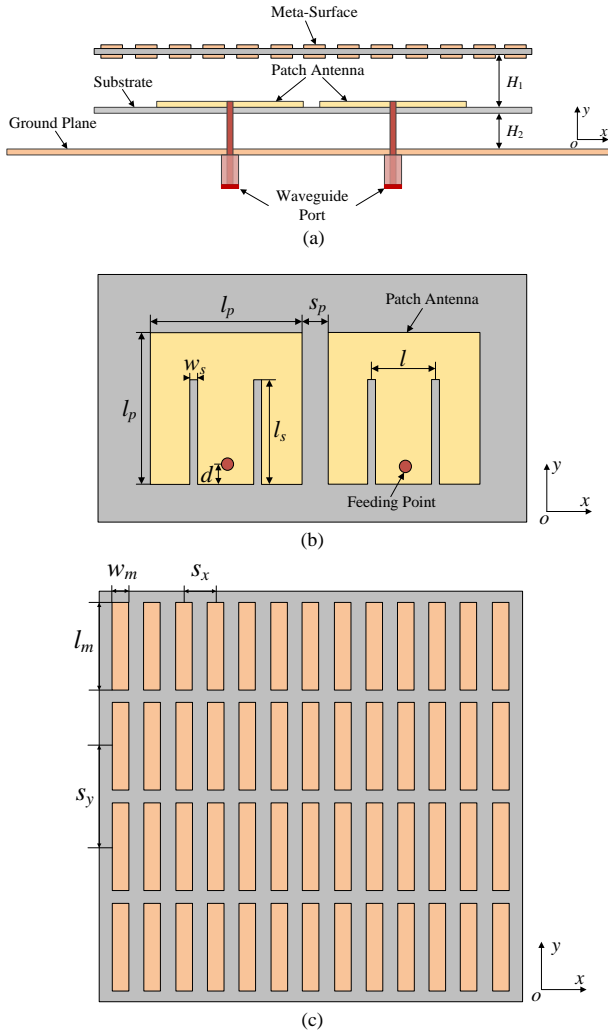 Meta-Surface
Patch Antenna
Substrate
H1
Ground Plane
H2
y
x
o
Waveguide
Port
(a)
lp
sp
Patch Antenna
ws
l
lp
ls
d
Feeding Point
y
x
o
(b)
wm
sx
lm
sy
y
x
o
(c)